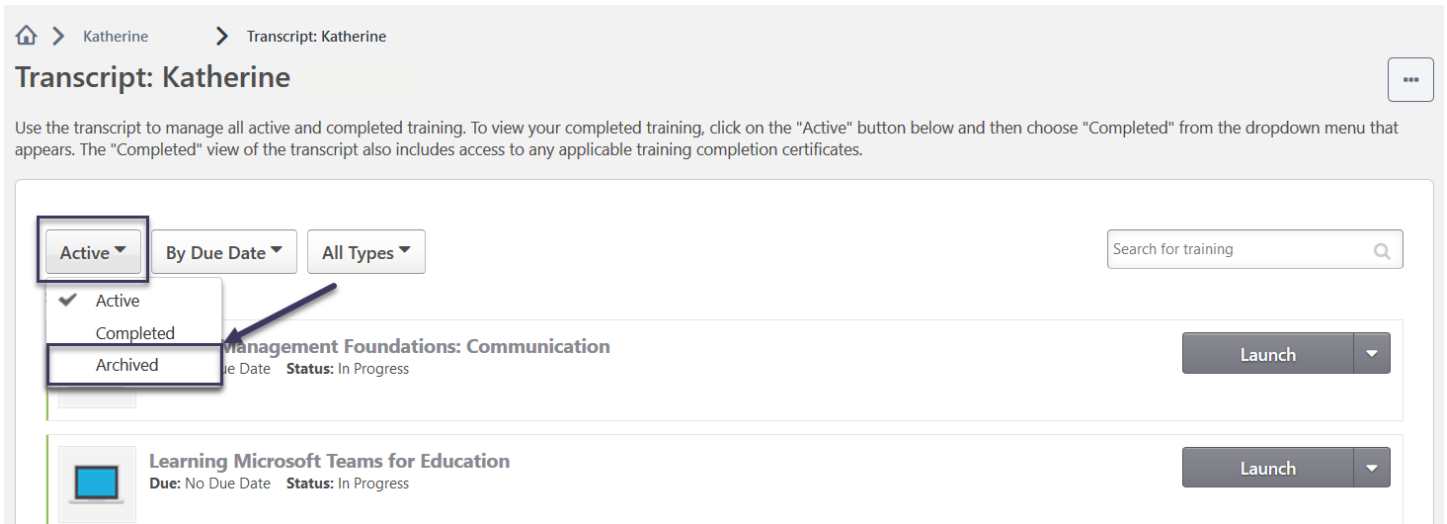 Katherine
Transcript: Katherine
Transcript: Katherine
Use the transcript to manage all active and completed training. To view your completed training, click on the "Active" button below and then choose "Completed" from the dropdown menu that
appears. The "Completed" view of the transcript also includes access to any applicable training completion certificates.
Active By Due Date All Types Search for training
Active
Completed
Archived
Management Foundations: Communication
Date Status: In Progress
Launch
Learning Microsoft Teams for Education
Due: No Due Date Status: In Progress
Launch